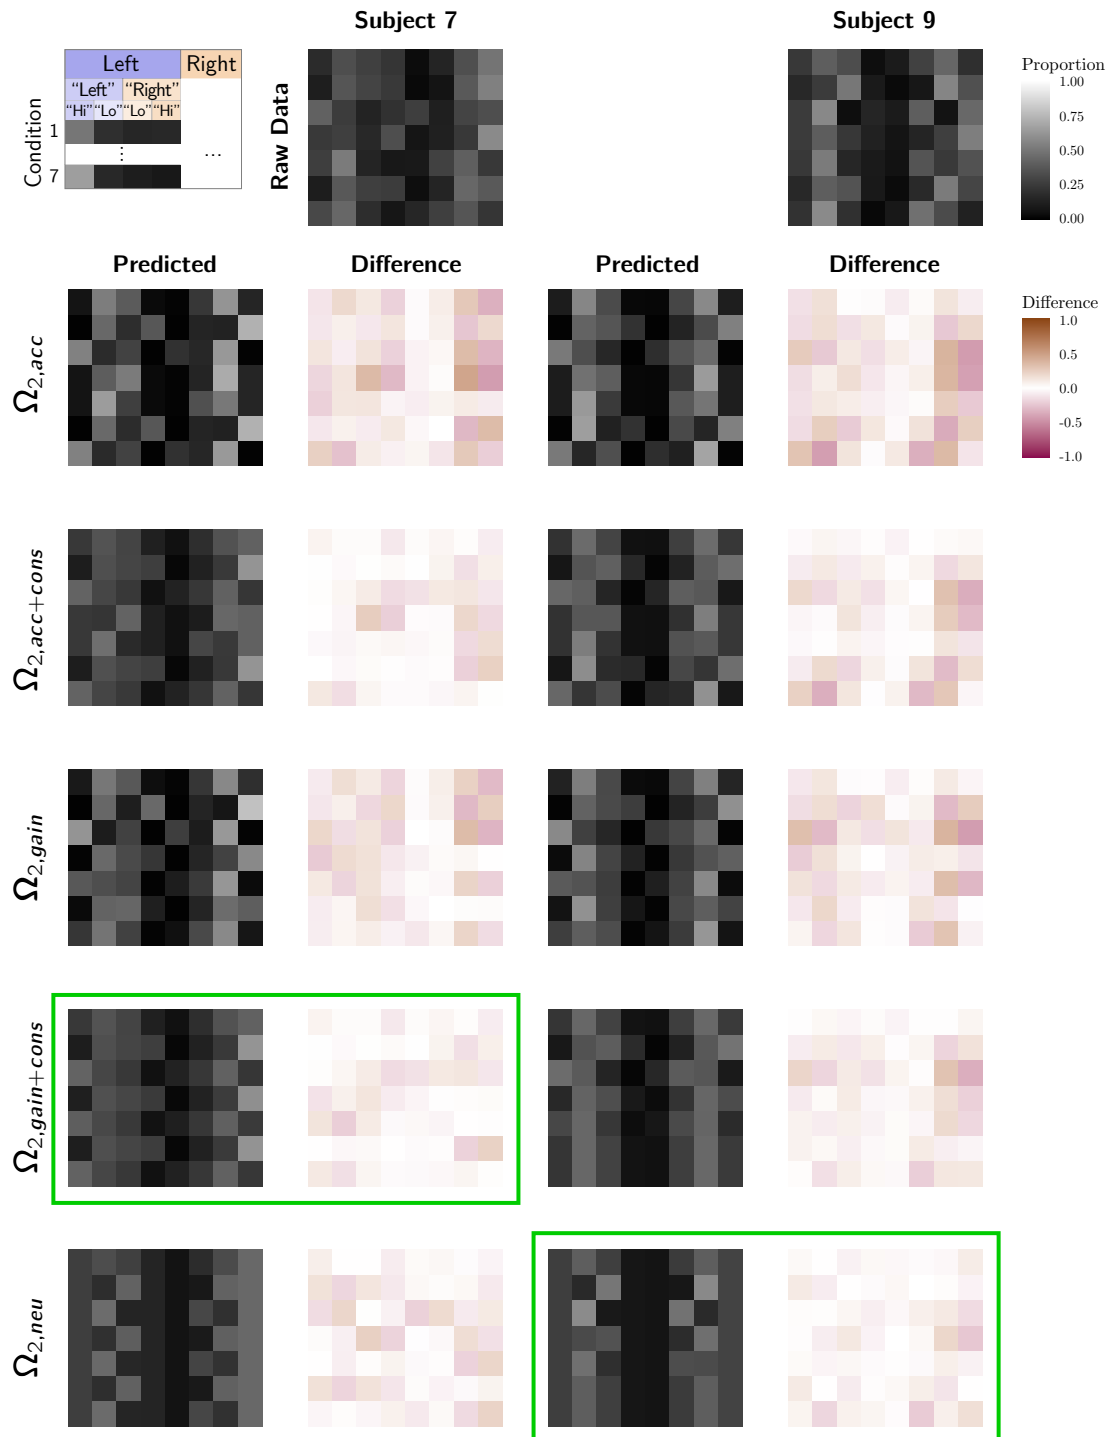 Subject 7 Subject 9
Left Right
“Left” “Right”
“Hi” “Lo” “Lo” “Hi”
Condition
1
⋮ ...
7
Raw Data
Proportion
1.00
0.75
0.50
0.25
0.00
Predicted Difference Predicted Difference
Difference
1.0
0.5
0.0
-0.5
-1.0
Ω2,acc
Ω2,acc+cons
Ω2,gain
Ω2,gain+cons
Ω2,neu